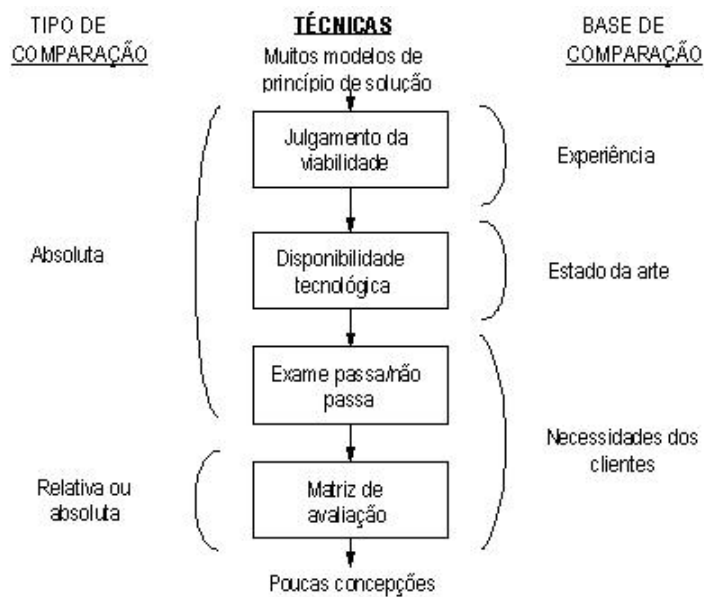 TIPO DE
COMPARAÇÃO
TÉCNICAS
Muitos modelos de
princípio de solução
BASE DE
COMPARAÇÃO
Julgamento da
viabilidade
Experiência
Absoluta
Disponibilidade
tecnológica
Estado da arte
Exame passa/não
passa
Necessidades dos
clientes
Relativa ou
absoluta
Matriz de
avaliação
Poucas concepções